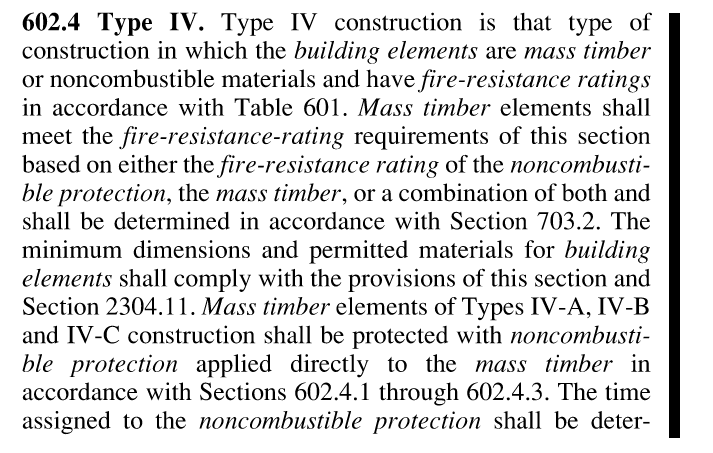 602.4 Type IV. Type IV construction is that type of
construction in which the building elements are mass timber
or noncombustible materials and have fire-resistance ratings
in accordance with Table 601. Mass timber elements shall
meet the fire-resistance-rating requirements of this section
based on either the fire-resistance rating of the noncombusti-
ble protection, the mass timber, or a combination of both and
shall be determined in accordance with Section 703.2. The
minimum dimensions and permitted materials for building
elements shall comply with the provisions of this section and
Section 2304.11. Mass timber elements of Types IV-A, IV-B
and IV-C construction shall be protected with noncombusti-
ble protection applied directly to the mass timber in
accordance with Sections 602.4.1 through 602.4.3. The time
assigned to the noncombustible protection shall be deter-